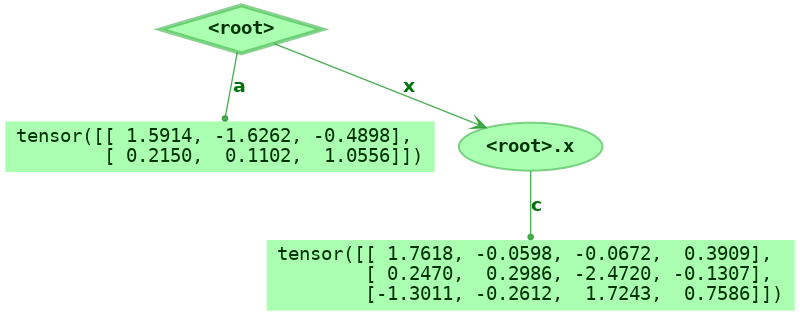 <root>
a
x
tensor([[ 1.5914, -1.6262, -0.4898],
        [ 0.2150,  0.1102,  1.0556]])
<root>.x
c
tensor([[ 1.7618, -0.0598, -0.0672,  0.3909],
        [ 0.2470,  0.2986, -2.4720, -0.1307],
        [-1.3011, -0.2612,  1.7243,  0.7586]])